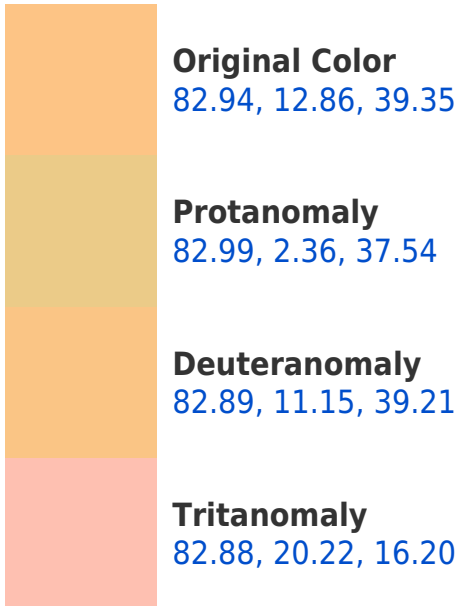 Original Color
82.94, 12.86, 39.35
Protanomaly
82.99, 2.36, 37.54
Deuteranomaly
82.89, 11.15, 39.21
Tritanomaly
82.88, 20.22, 16.20